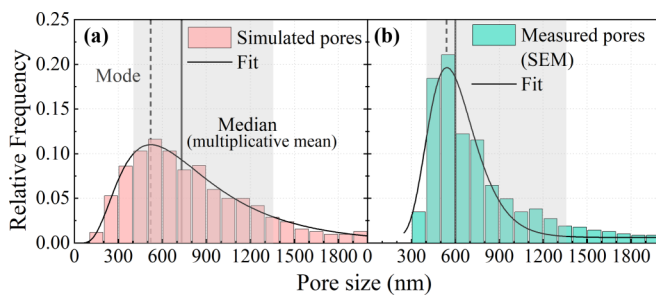 (a)
Simulated pores
Fit
Mode
Median
(multiplicative mean)
(b)
Measured pores
(SEM)
Fit
Relative Frequency
0.25
0.20
0.15
0.10
0.05
0.00
0 300 600 900 1200 1500 1800 0 300 600 900 1200 1500 1800
Pore size (nm)